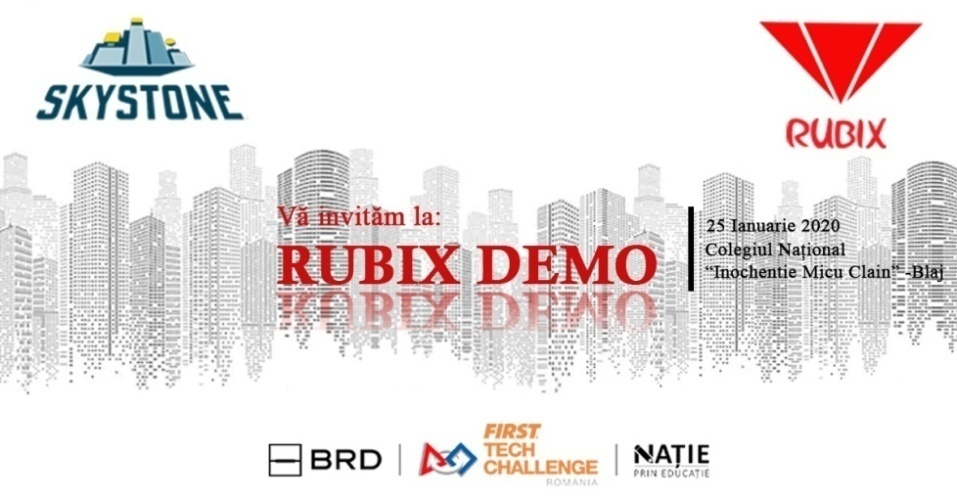 SKYSTONE
RUBIX
Vă invităm la:
RUBIX DEMO
25 Ianuarie 2020
Colegiul Național
“Inochentie Micu Clain” -Blaj
BRD
FIRST
TECH
CHALLENGE
ROMANIA
NAȚIE
PRIN EDUCAȚIE